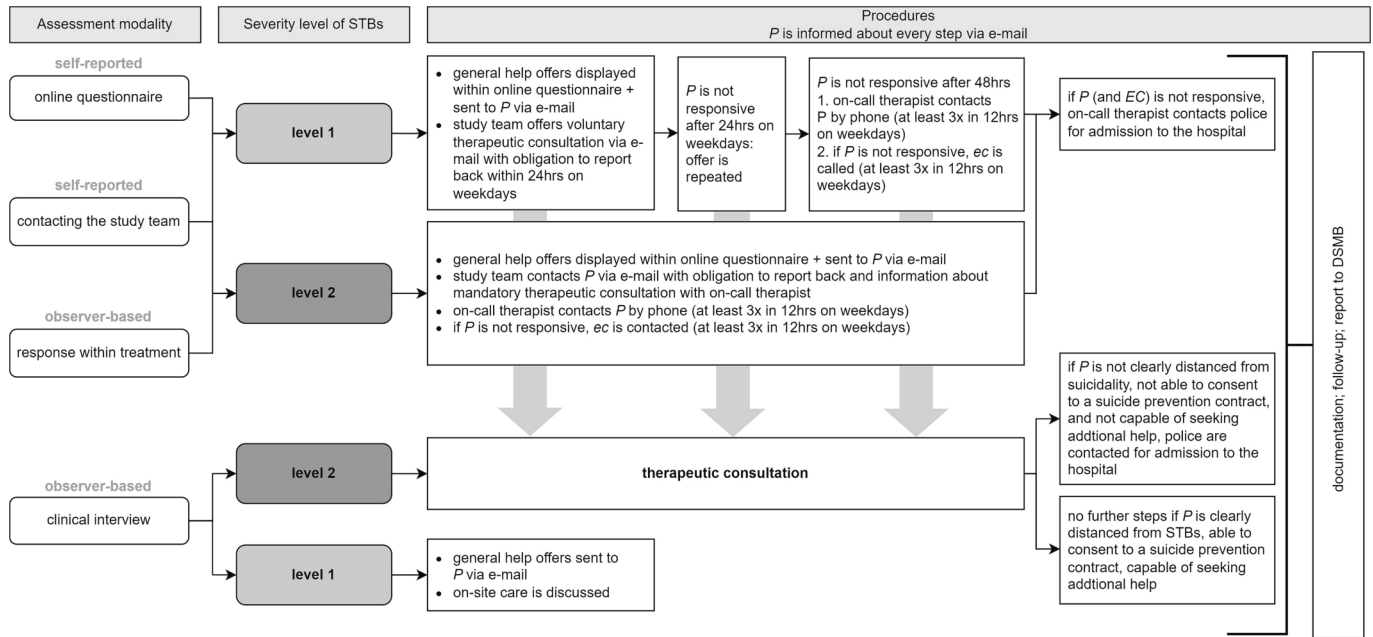 Assessment modality
Severity level of STBs
Procedures
P is informed about every step via e-mail
self-reported
online questionnaire
self-reported
contacting the study team
observer-based
response within treatment
observer-based
clinical interview
level 1
level 2
level 2
level 1
• general help offers displayed
within online questionnaire +
sent to P via e-mail
• study team offers voluntary
therapeutic consultation via e-
mail with obligation to report
back within 24hrs on
weekdays
P is not
responsive
after 24hrs on
weekdays:
offer is
repeated
P is not responsive after 48hrs
1. on-call therapist contacts
P by phone (at least 3x in 12hrs
on weekdays)
2. if P is not responsive, ec is
called (at least 3x in 12hrs on
weekdays)
if P (and EC) is not responsive,
on-call therapist contacts police
for admission to the hospital
• general help offers displayed within online questionnaire + sent to P via e-mail
• study team contacts P via e-mail with obligation to report back and information about
mandatory therapeutic consultation with on-call therapist
• on-call therapist contacts P by phone (at least 3x in 12hrs on weekdays)
• if P is not responsive, ec is contacted (at least 3x in 12hrs on weekdays)
therapeutic consultation
if P is not clearly distanced from
suicidality, not able to consent
to a suicide prevention contract,
and not capable of seeking
addtional help, police are
contacted for admission to the
hospital
no further steps if P is clearly
distanced from STBs, able to
consent to a suicide prevention
contract, capable of seeking
addtional help
• general help offers sent to
P via e-mail
• on-site care is discussed
documentation; follow-up; report to DSMB